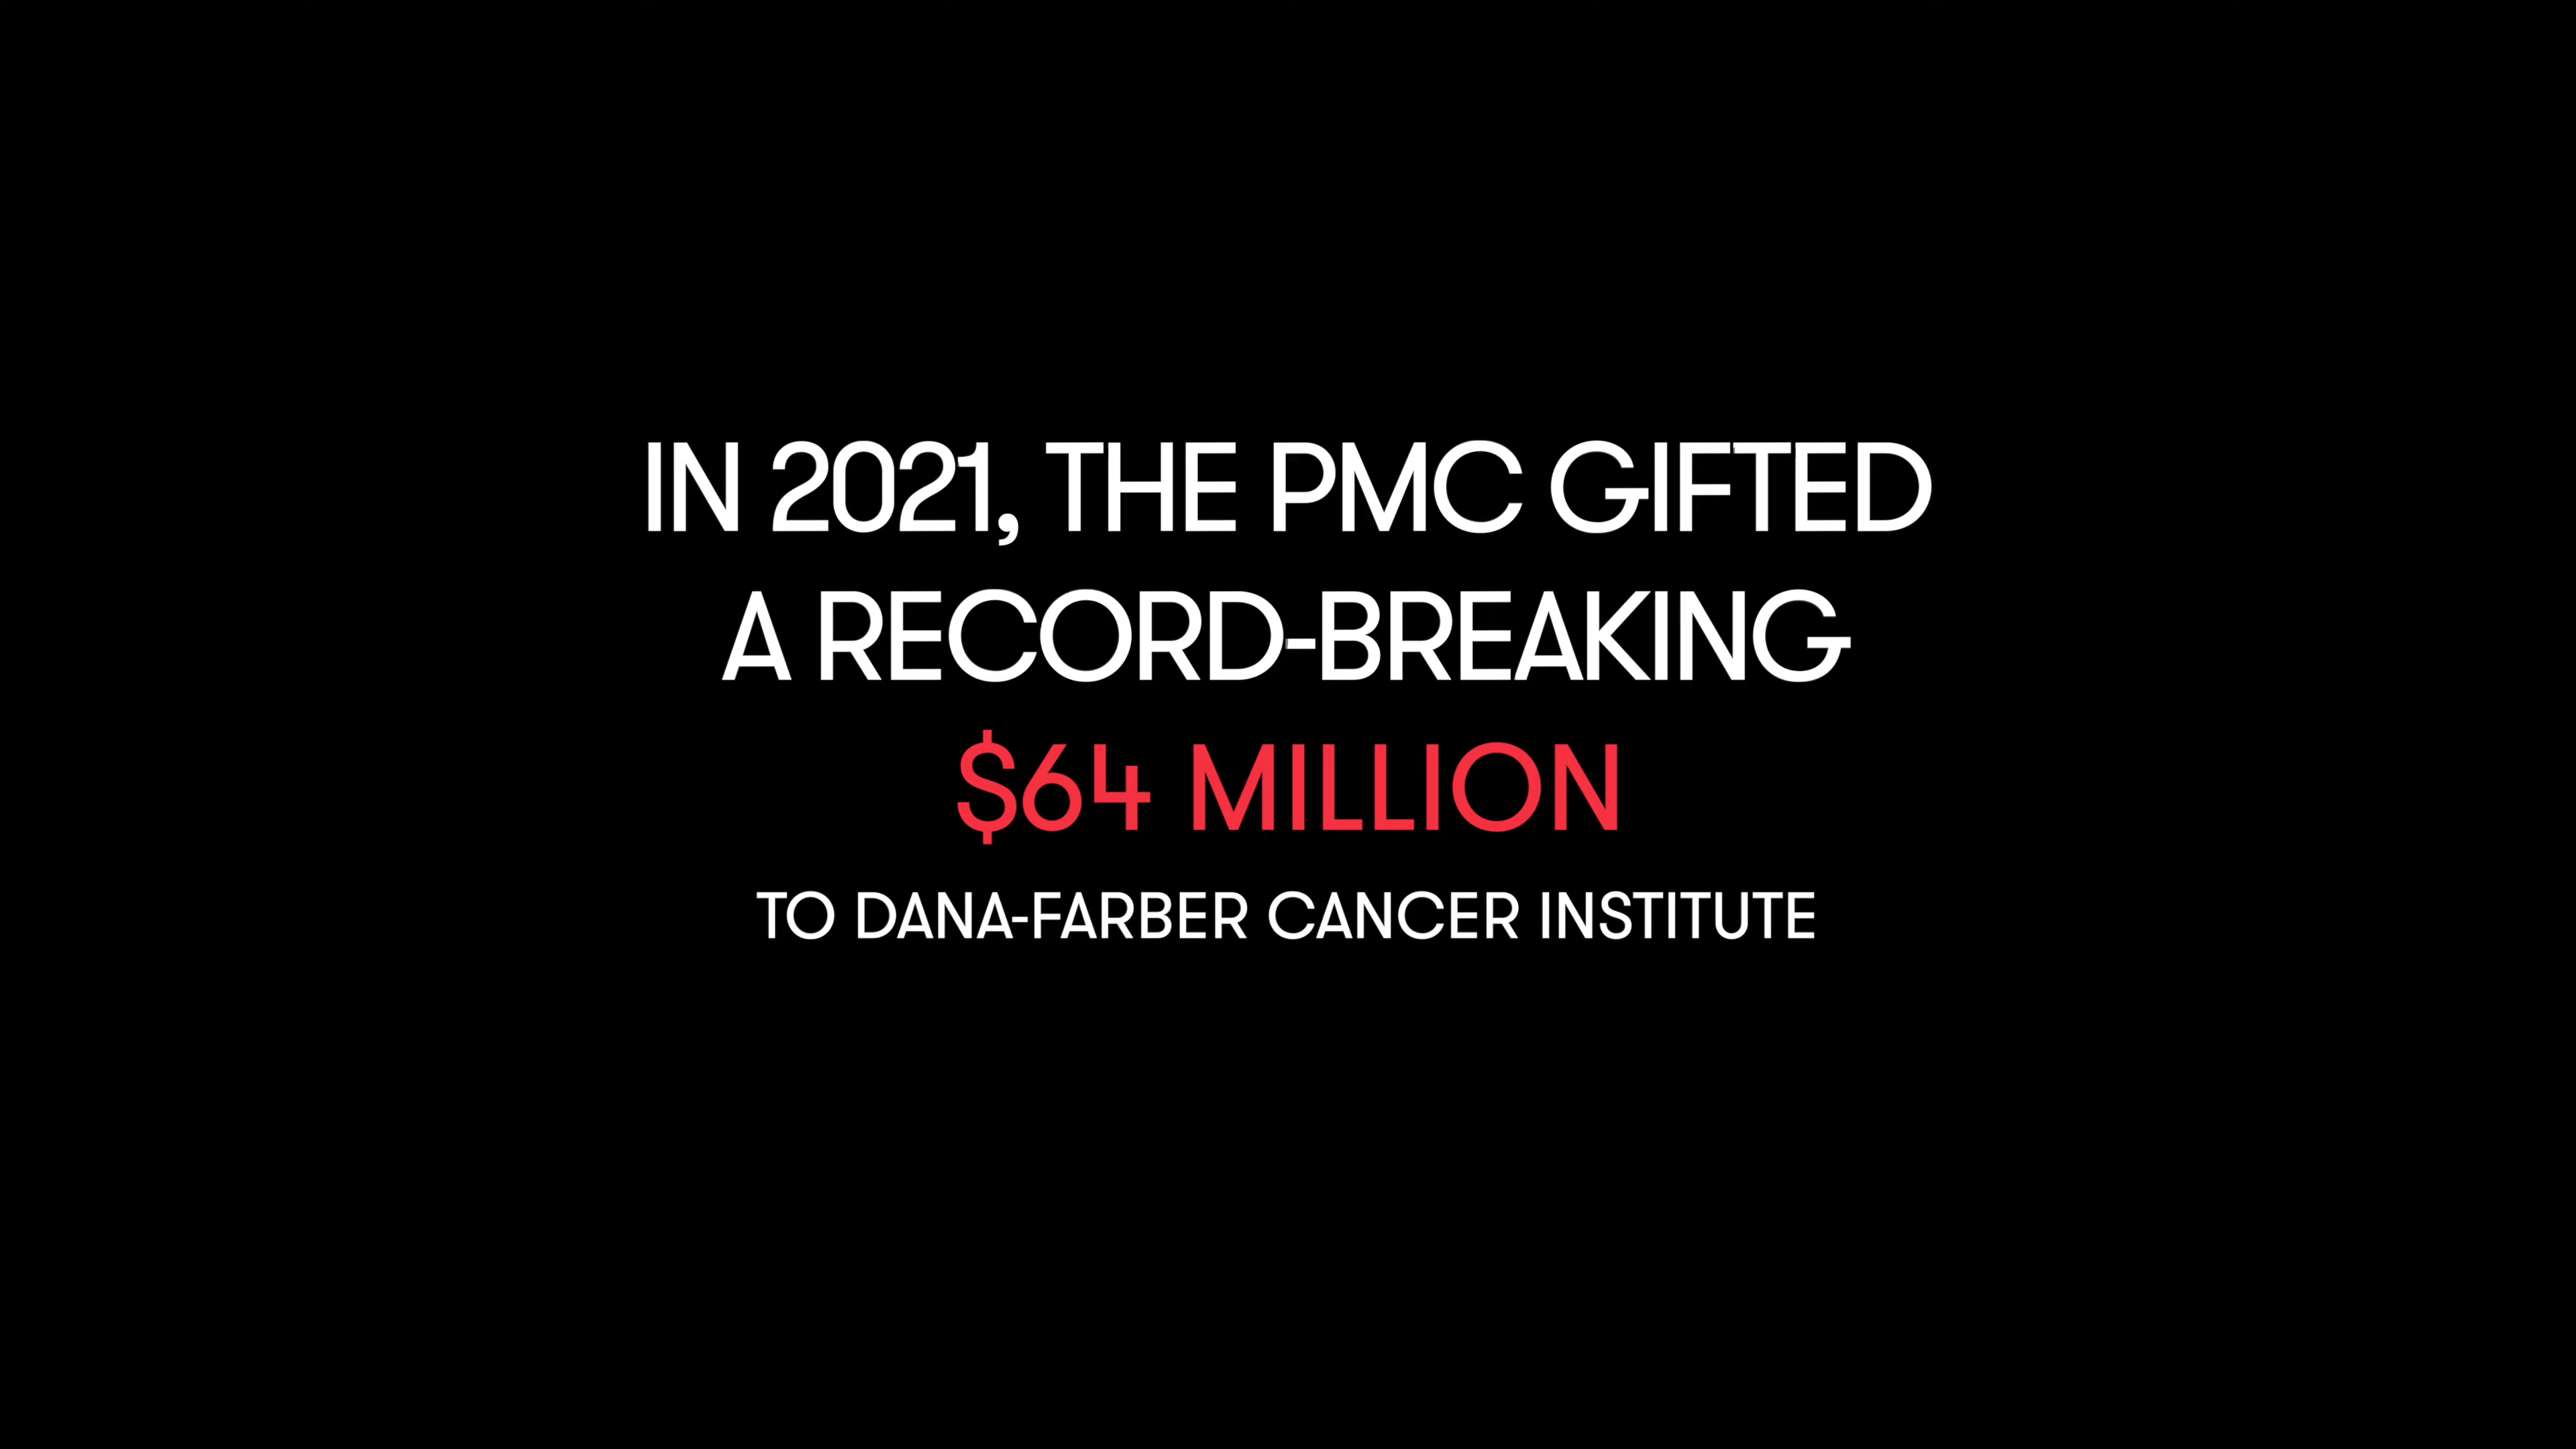 IN 2021, THE PMC GIFTED
A RECORD-BREAKING
$64 MILLION
TO DANA-FARBER CANCER INSTITUTE